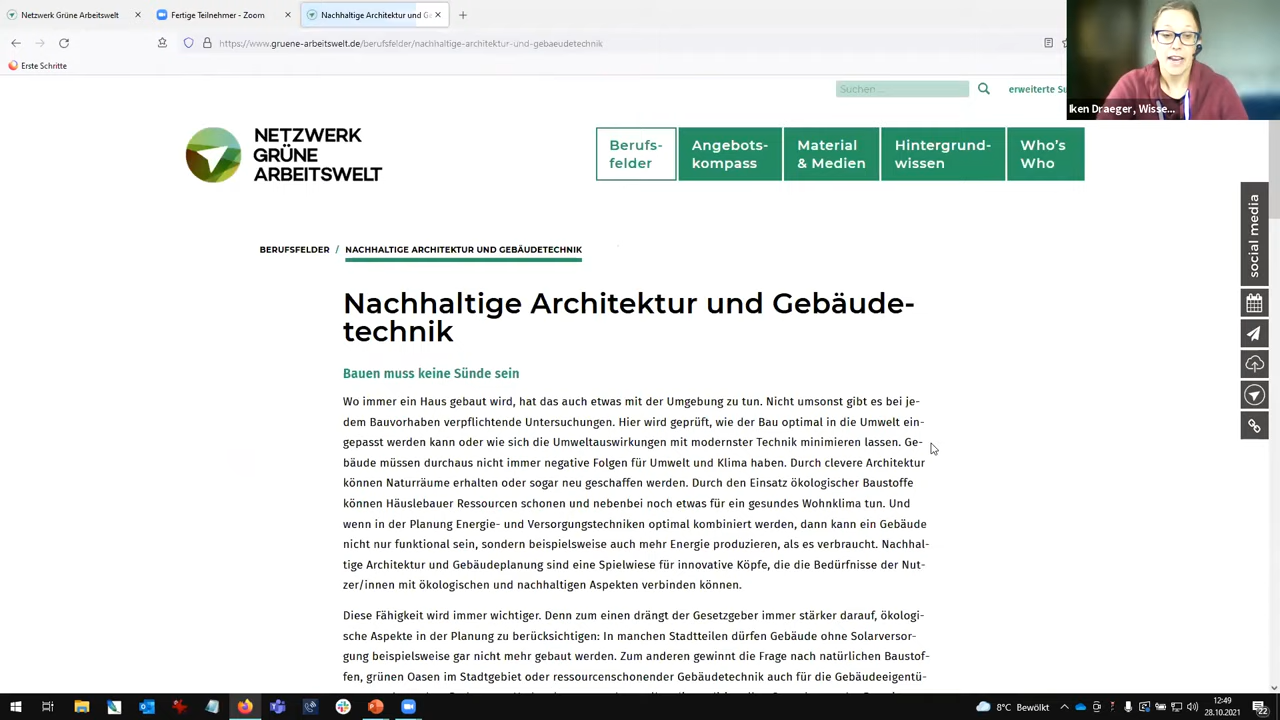 Netzwerk Grüne Arbeitswelt
Fertige Teilnehmer - Zoom
Nachhaltige Architektur und Ge
https://www.gruene-arbeitswelt.de/berufsfelder/nachhaltige-architektur-und-gebaeudetechnik
Erste Schritte
Iken Draeger, Wisse...
Suchen ...
erweiterte Su
NETZWERK
GRÜNE
ARBEITSWELT
Berufs-
felder
Angebots-
kompass
Material
& Medien
Hintergrund-
wissen
Who's
Who
social media
BERUFSFELDER / NACHHALTIGE ARCHITEKTUR UND GEBÄUDETECHNIK
Nachhaltige Architektur und Gebäude-
technik
Bauen muss keine Sünde sein
Wo immer ein Haus gebaut wird, hat das auch etwas mit der Umgebung zu tun. Nicht umsonst gibt es bei je-
dem Bauvorhaben verpflichtende Untersuchungen. Hier wird geprüft, wie der Bau optimal in die Umwelt ein-
gepasst werden kann oder wie sich die Umweltauswirkungen mit modernster Technik minimieren lassen. Ge-
bäude müssen durchaus nicht immer negative Folgen für Umwelt und Klima haben. Durch clevere Architektur
können Naturräume erhalten oder sogar neu geschaffen werden. Durch den Einsatz ökologischer Baustoffe
können Häuslebauer Ressourcen schonen und nebenbei noch etwas für ein gesundes Wohnklima tun. Und
wenn in der Planung Energie- und Versorgungstechniken optimal kombiniert werden, dann kann ein Gebäude
nicht nur funktional sein, sondern beispielsweise auch mehr Energie produzieren, als es verbraucht. Nachhal-
tige Architektur und Gebäudeplanung sind eine Spielwiese für innovative Köpfe, die die Bedürfnisse der Nut-
zer/innen mit ökologischen und nachhaltigen Aspekten verbinden können.
Diese Fähigkeit wird immer wichtiger. Denn zum einen drängt der Gesetzgeber immer stärker darauf, ökologi-
sche Aspekte in der Planung zu berücksichtigen: In manchen Stadtteilen dürfen Gebäude ohne Solarversor-
gung beispielsweise gar nicht mehr gebaut werden. Zum anderen gewinnt die Frage nach natürlichen Baustof-
fen, grünen Oasen im Stadtgebiet oder ressourcenschonender Gebäudetechnik auch für die Gebäudeeigentü-
8°C Bewölkt
12:49
28.10.2021
22